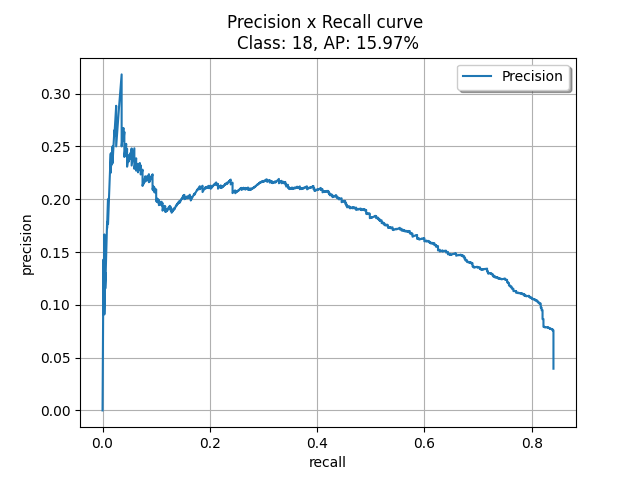 Precision x Recall curve
Class: 18, AP: 15.97%
Precision
0.30
0.25
0.20
0.15
0.10
0.05
0.00
precision
0.0 0.2 0.4 0.6 0.8
recall